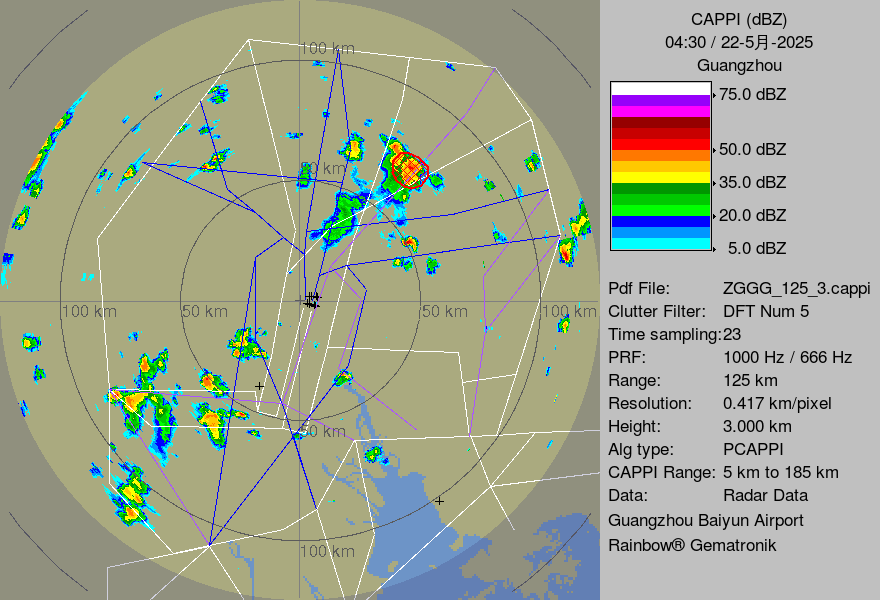 CAPPI (dBZ)
04:30 / 22-5月-2025
Guangzhou
75.0 dBZ
50.0 dBZ
35.0 dBZ
20.0 dBZ
5.0 dBZ
Pdf File: ZGGG_125_3.cappi
Clutter Filter: DFT Num 5
Time sampling:23
PRF: 1000 Hz / 666 Hz
Range: 125 km
Resolution: 0.417 km/pixel
Height: 3.000 km
Alg type: PCAPPI
CAPPI Range: 5 km to 185 km
Data: Radar Data
Guangzhou Baiyun Airport
Rainbow® Gematronik
100 km
50 km
100 km
50 km
50 km
100 km
50 km
100 km